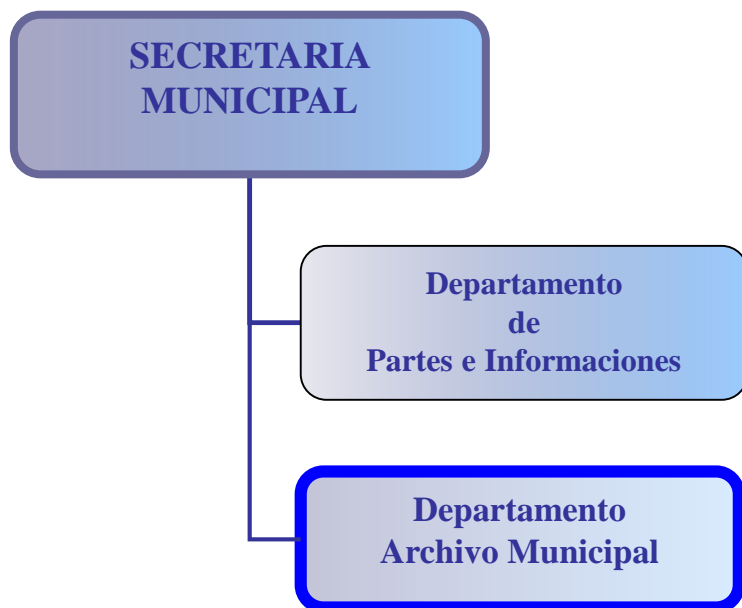 SECRETARIA
MUNICIPAL
Departamento
de
Partes e Informaciones
Departamento
Archivo Municipal